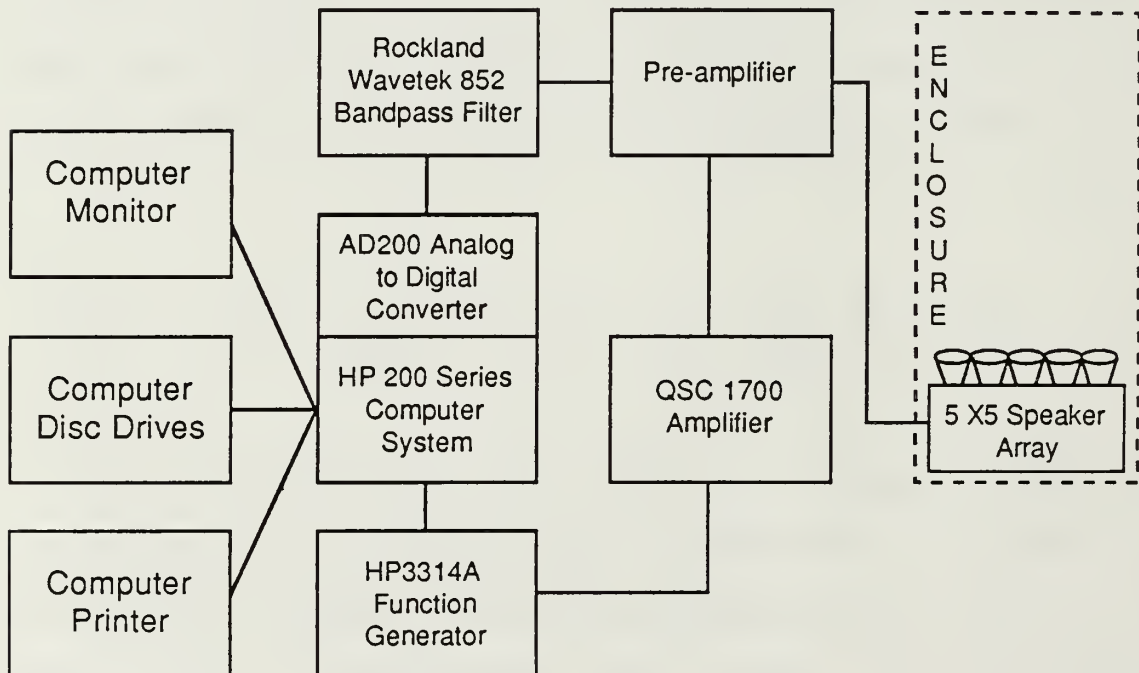 Rockland
Wavetek 852
Bandpass Filter
Pre-amplifier
ENCLOSURE
Computer
Monitor
AD200 Analog
to Digital
Converter
Computer
Disc Drives
HP 200 Series
Computer
System
QSC 1700
Amplifier
5 X5 Speaker
Array
Computer
Printer
HP3314A
Function
Generator